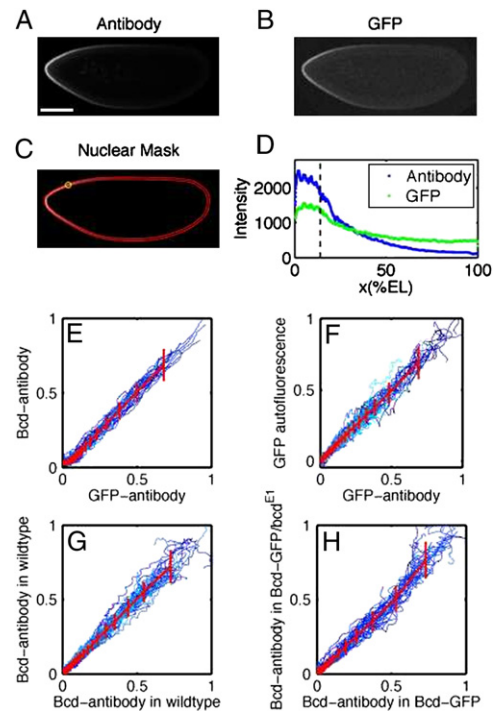 A
Antibody
B
GFP
C
Nuclear Mask
D
Intensity
2000
1000
0
Antibody
GFP
0
50
100
x(%EL)
E
Bcd-antibody
1
0.5
0
0
0.5
1
GFP-antibody
F
GFP autofluorescence
1
0.5
0
0
0.5
1
GFP-antibody
G
Bcd-antibody in wildtype
1
0.5
0
0
0.5
1
Bcd-antibody in wildtype
H
Bcd-antibody in Bcd-GFP/bcd^E1
1
0.5
0
0
0.5
1
Bcd-antibody in Bcd-GFP